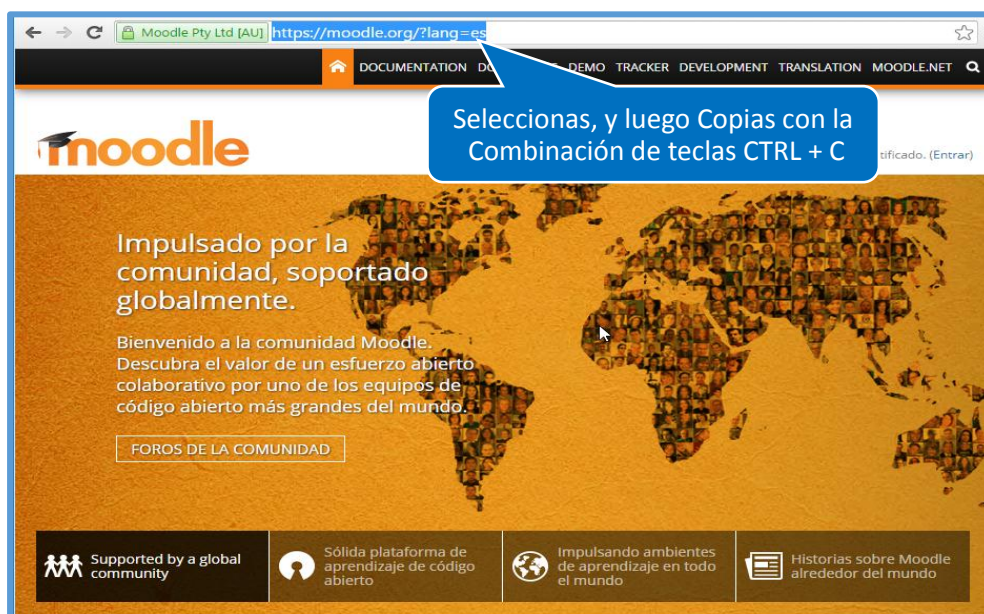 Moodle Pty Ltd [AU] https://moodle.org/?lang=es
DOCUMENTATION DEMO TRACKER DEVELOPMENT TRANSLATION MOODLE.NET
Seleccionas, y luego Copias con la
Combinación de teclas CTRL + C
moodle
(Entrar)
Impulsado por la
comunidad, soportado
globalmente.
Bienvenido a la comunidad Moodle.
Descubra el valor de un esfuerzo abierto
colaborativo por uno de los equipos de
código abierto más grandes del mundo.
FOROS DE LA COMUNIDAD
Supported by a global
community
Sólida plataforma de
aprendizaje de código
abierto
Impulsando ambientes
de aprendizaje en todo
el mundo
Historias sobre Moodle
alrededor del mundo